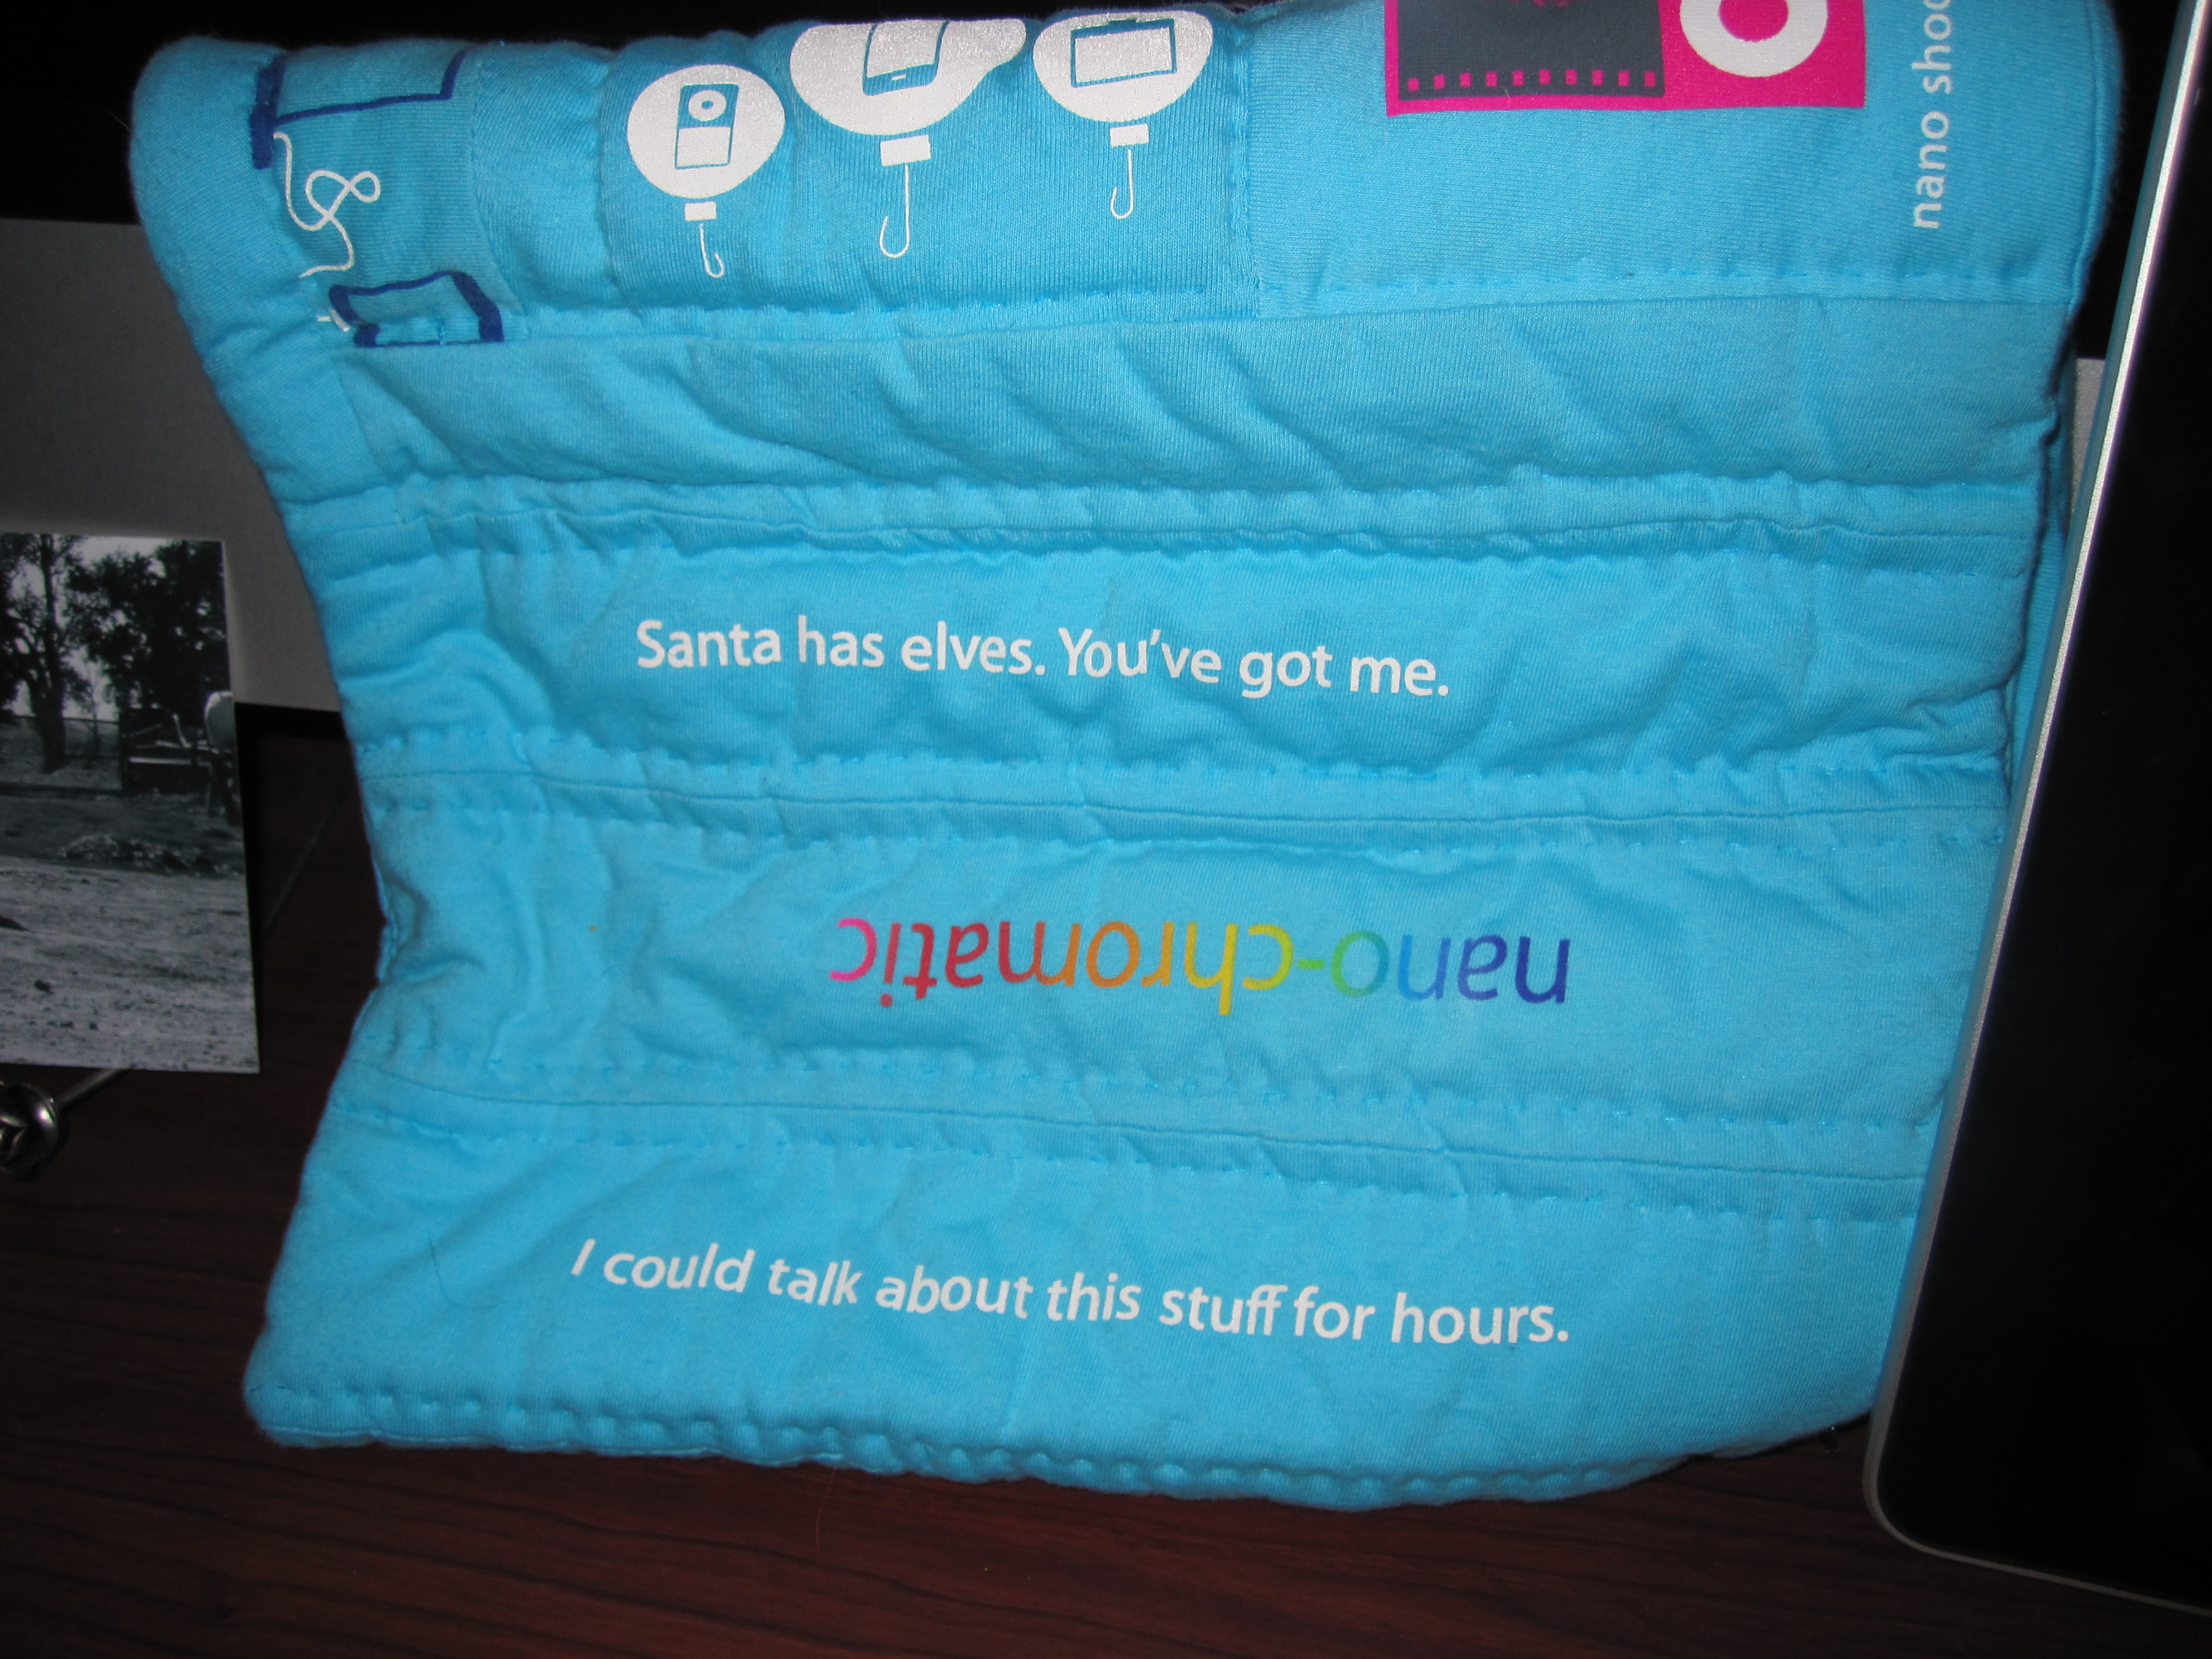 nano shoo
Santa has elves. You've got me.
nano-chromatic
I could talk about this stuff for hours.